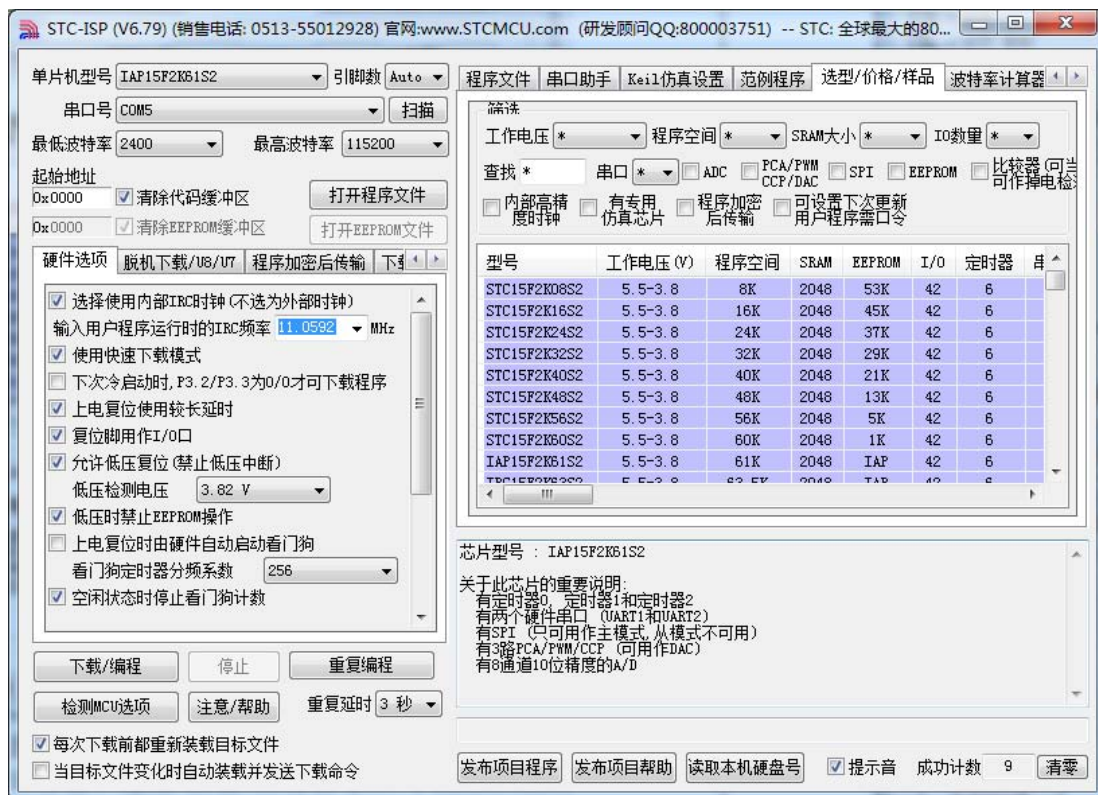 STC-ISP (V6.79) (销售电话: 0513-55012928) 官网:www.STCMCU.com (研发顾问QQ:800003751) -- STC: 全球最大的80...
单片机型号 IAP15F2K61S2 引脚数 Auto
串口号 COM5 扫描
最低波特率 2400 最高波特率 115200
起始地址
0x0000 清除代码缓冲区 打开程序文件
0x0000 清除EEPROM缓冲区 打开EEPROM文件
硬件选项 脱机下载/U8/U7 程序加密后传输
选择使用内部IRC时钟(不选为外部时钟)
输入用户程序运行时的IRC频率 11.0592 MHz
使用快速下载模式
下次冷启动时,P3.2/P3.3为0/0才可下载程序
上电复位使用较长延时
复位脚用作I/O口
允许低压复位(禁止低压中断)
低压检测电压 3.82 V
低压时禁止EEPROM操作
上电复位时由硬件自动启动看门狗
看门狗定时器分频系数 256
空闲状态时停止看门狗计数
下载/编程 停止 重复编程
检测MCU选项 注意/帮助 重复延时 3 秒
每次下载前都重新装载目标文件
当目标文件变化时自动装载并发送下载命令
程序文件 串口助手 Keil仿真设置 范例程序 选型/价格/样品 波特率计算器
筛选
工作电压 * 程序空间 * SRAM大小 * IO数量 *
查找 * 串口 * ADC PCA/PWM CCP/DAC SPI EEPROM 比较器(可当 可作掉电检
内部高精度时钟 有专用仿真芯片 程序加密后传输 可设置下次更新用户程序需口令
型号 工作电压(V) 程序空间 SRAM EEPROM I/O 定时器 串
STC15F2K08S2 5.5-3.8 8K 2048 53K 42 6
STC15F2K16S2 5.5-3.8 16K 2048 45K 42 6
STC15F2K24S2 5.5-3.8 24K 2048 37K 42 6
STC15F2K32S2 5.5-3.8 32K 2048 29K 42 6
STC15F2K40S2 5.5-3.8 40K 2048 21K 42 6
STC15F2K48S2 5.5-3.8 48K 2048 13K 42 6
STC15F2K56S2 5.5-3.8 56K 2048 5K 42 6
STC15F2K60S2 5.5-3.8 60K 2048 1K 42 6
IAP15F2K61S2 5.5-3.8 61K 2048 IAP 42 6
芯片型号 : IAP15F2K61S2
关于此芯片的重要说明:
有定时器0, 定时器1和定时器2
有两个硬件串口 (UART1和UART2)
有SPI (只可用作主模式,从模式不可用)
有3路PCA/PWM/CCP (可用作DAC)
有8通道10位精度的A/D
发布项目程序 发布项目帮助 读取本机硬盘号 提示音 成功计数 9 清零